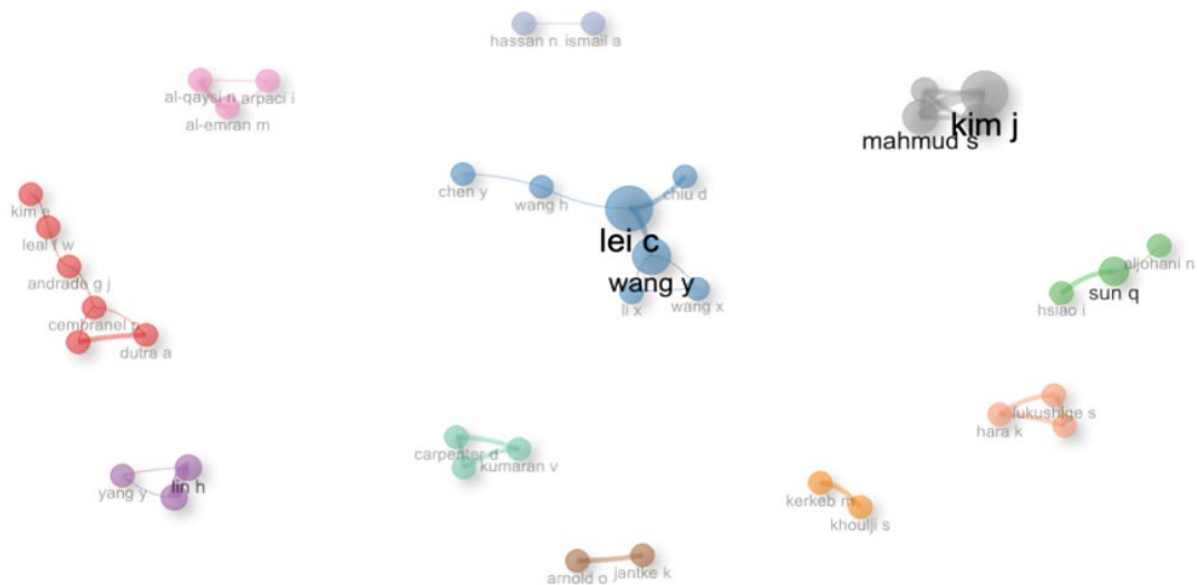 hassan n ismail a
al-qaysi n arpaci i
al-emran m
mahmud s kim j
chen y
wang h
chiu d
kim e
leal f w
andrade g j
cembranel p
dutra a
lei c
wang y
li x
wang x
aljohani n
sun q
hsiao i
fukushige s
hara k
carpenter d
kumaran v
yang y
lin h
kerkeb m
khoulji s
arnold o
jantke k